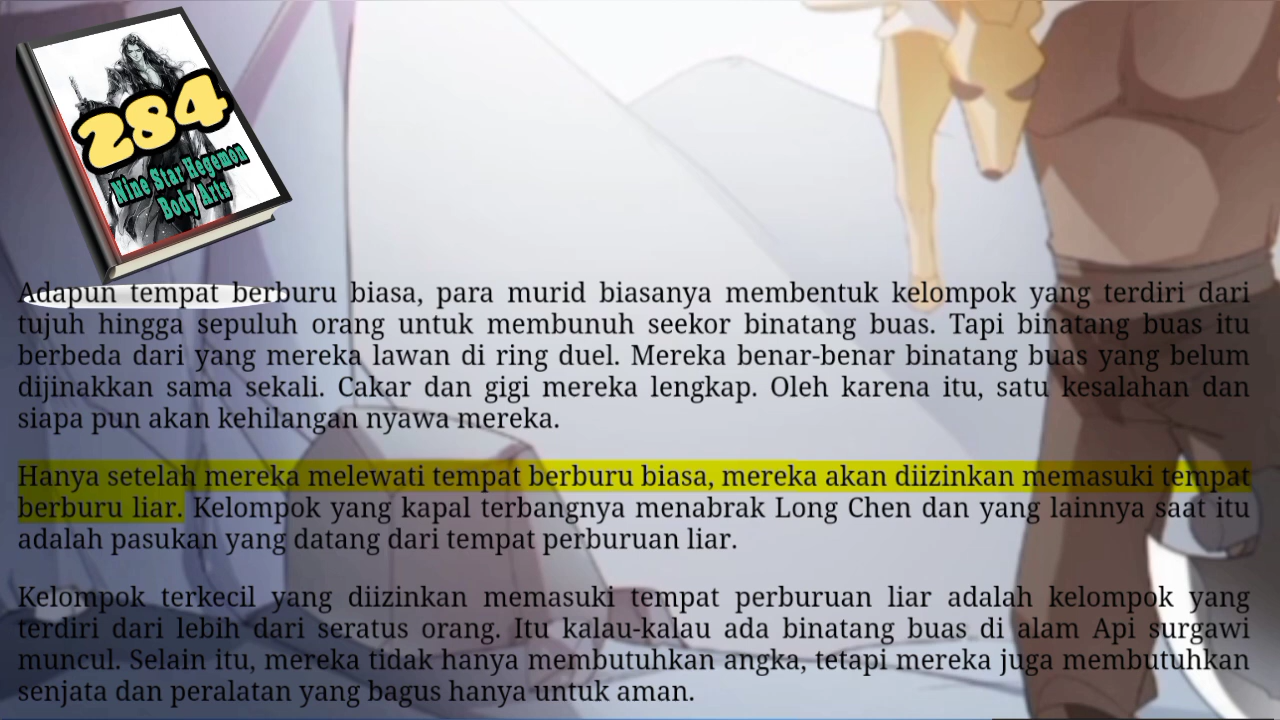 284
Nine Star Hegemon
Body Arts
Adapun tempat berburu biasa, para murid biasanya membentuk kelompok yang terdiri dari
tujuh hingga sepuluh orang untuk membunuh seekor binatang buas. Tapi binatang buas itu
berbeda dari yang mereka lawan di ring duel. Mereka benar-benar binatang buas yang belum
dijinakkan sama sekali. Cakar dan gigi mereka lengkap. Oleh karena itu, satu kesalahan dan
siapa pun akan kehilangan nyawa mereka.
Hanya setelah mereka melewati tempat berburu biasa, mereka akan diizinkan memasuki tempat
berburu liar. Kelompok yang kapal terbangnya menabrak Long Chen dan yang lainnya saat itu
adalah pasukan yang datang dari tempat perburuan liar.
Kelompok terkecil yang diizinkan memasuki tempat perburuan liar adalah kelompok yang
terdiri dari lebih dari seratus orang. Itu kalau-kalau ada binatang buas di alam Api surgawi
muncul. Selain itu, mereka tidak hanya membutuhkan angka, tetapi mereka juga membutuhkan
senjata dan peralatan yang bagus hanya untuk aman.